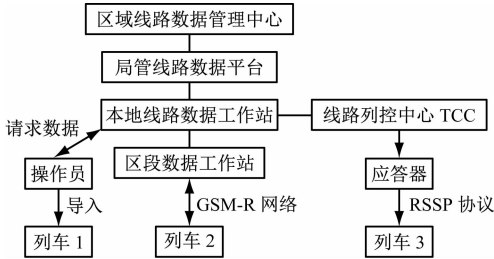 区域线路数据管理中心
局管线路数据平台
请求数据
本地线路数据工作站
线路列控中心 TCC
操作员
区段数据工作站
应答器
导入
GSM-R 网络
RSSP 协议
列车 1
列车 2
列车 3